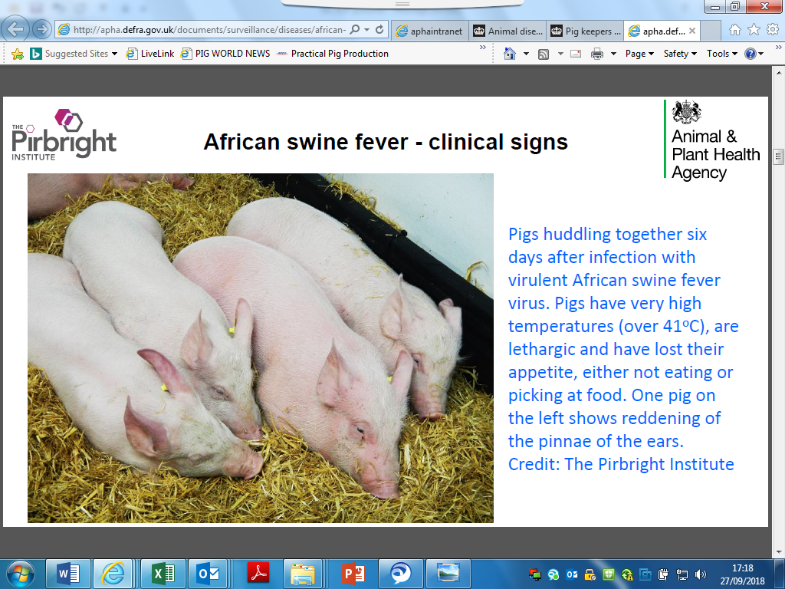 http://apha.defra.gov.uk/documents/surveillance/diseases/african-
aphaintranet
Animal dise...
Pig keepers ...
apha.def...
Suggested Sites
LiveLink
PIG WORLD NEWS
Practical Pig Production
Page
Safety
Tools
THE
Pirbright
INSTITUTE
African swine fever - clinical signs
Animal &
Plant Health
Agency
Pigs huddling together six
days after infection with
virulent African swine fever
virus. Pigs have very high
temperatures (over 41ºC), are
lethargic and have lost their
appetite, either not eating or
picking at food. One pig on
the left shows reddening of
the pinnae of the ears.
Credit: The Pirbright Institute
17:18
27/09/2018